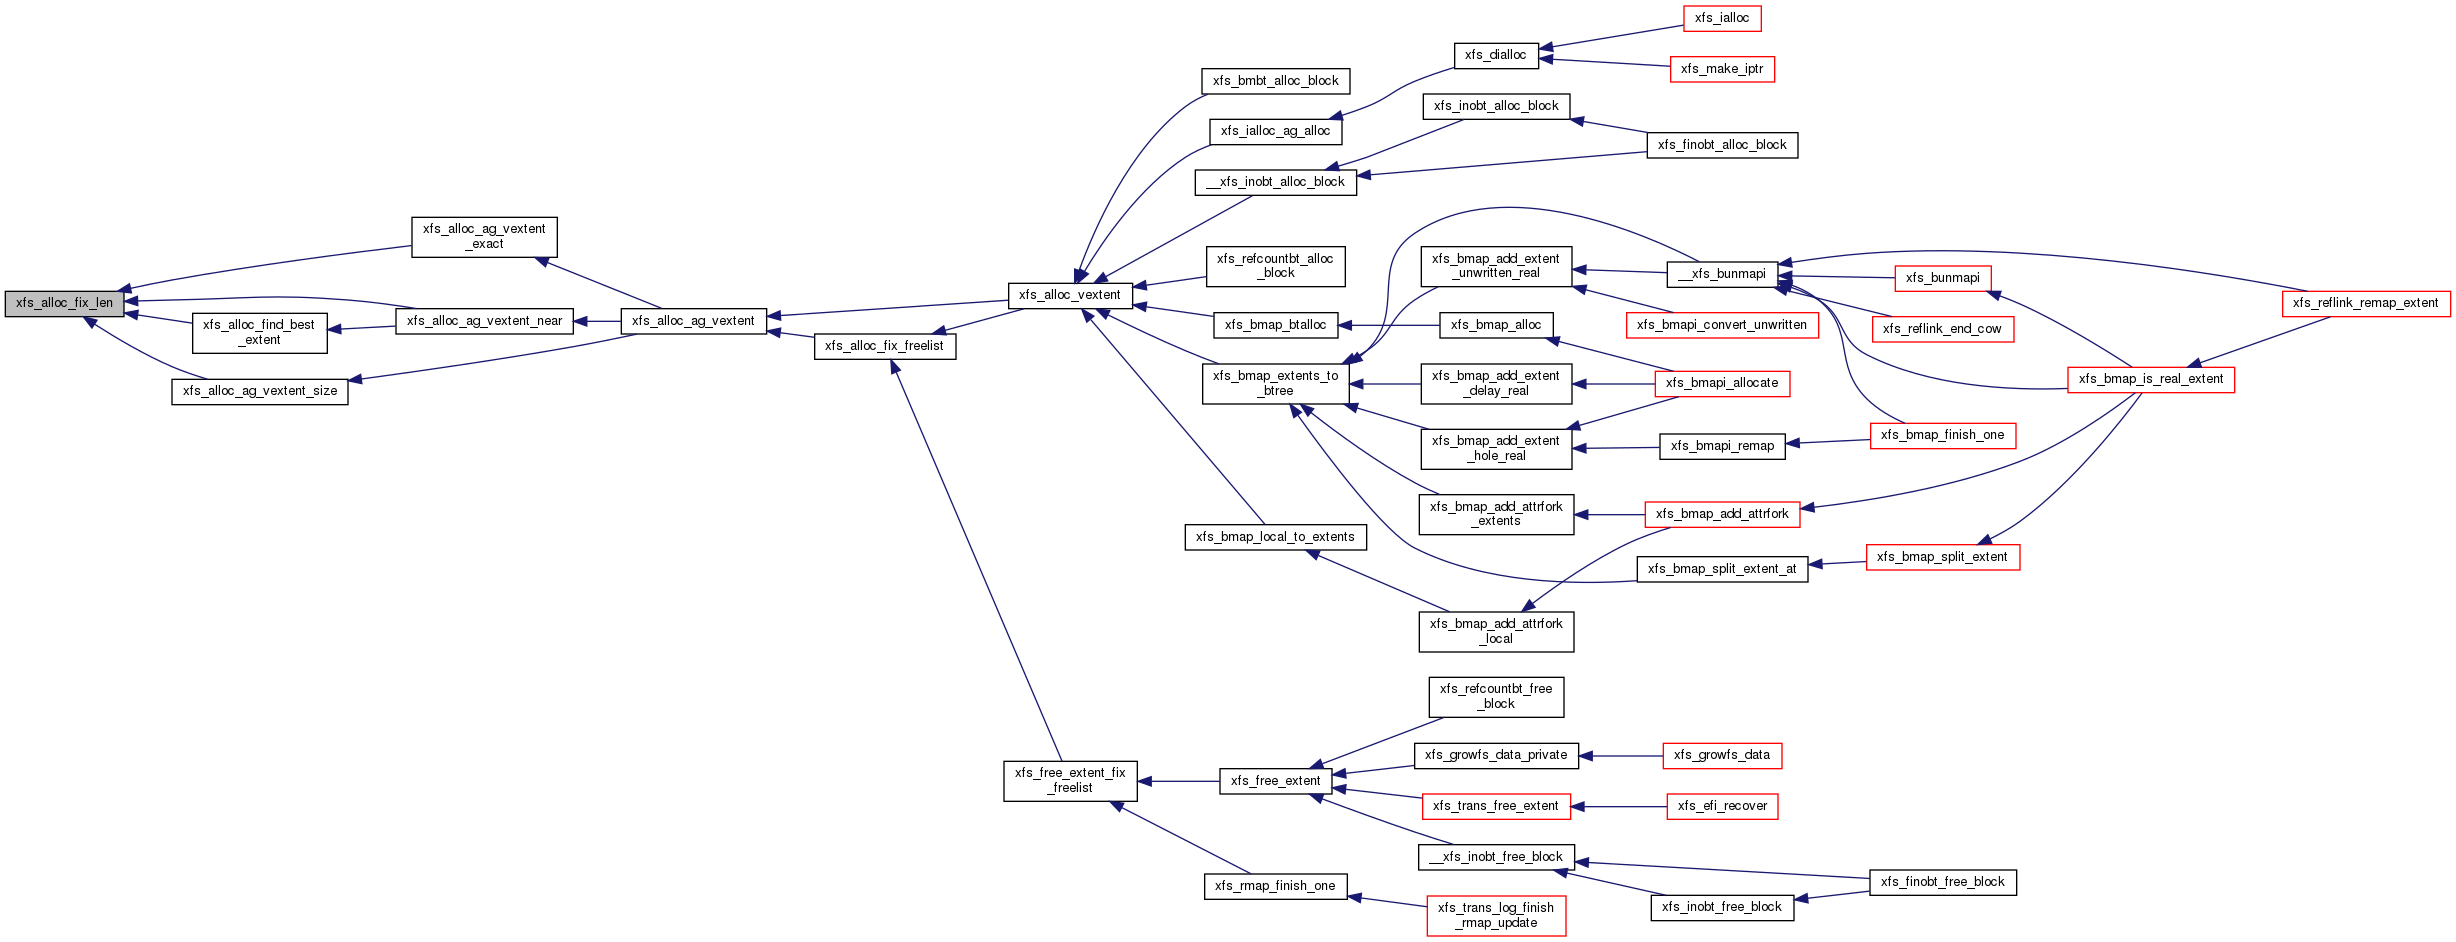 xfs_alloc_fix_len
xfs_alloc_ag_vextent
_exact
xfs_alloc_find_best
_extent
xfs_alloc_ag_vextent_size
xfs_alloc_ag_vextent_near
xfs_alloc_ag_vextent
xfs_alloc_fix_freelist
xfs_alloc_vextent
xfs_free_extent_fix
_freelist
xfs_bmbt_alloc_block
xfs_ialloc_ag_alloc
__xfs_inobt_alloc_block
xfs_refcountbt_alloc
_block
xfs_bmap_btalloc
xfs_bmap_extents_to
_btree
xfs_bmap_local_to_extents
xfs_free_extent
xfs_rmap_finish_one
xfs_dialloc
xfs_inobt_alloc_block
xfs_bmap_add_extent
_unwritten_real
xfs_bmap_alloc
xfs_bmap_add_extent
_delay_real
xfs_bmap_add_extent
_hole_real
xfs_bmap_add_attrfork
_extents
xfs_bmap_add_attrfork
_local
xfs_refcountbt_free
_block
xfs_growfs_data_private
xfs_trans_free_extent
__xfs_inobt_free_block
xfs_trans_log_finish
_rmap_update
xfs_ialloc
xfs_make_iptr
xfs_finobt_alloc_block
__xfs_bunmapi
xfs_bmapi_convert_unwritten
xfs_bmapi_allocate
xfs_bmapi_remap
xfs_bmap_add_attrfork
xfs_bmap_split_extent_at
xfs_growfs_data
xfs_efi_recover
xfs_inobt_free_block
xfs_bunmapi
xfs_reflink_end_cow
xfs_bmap_finish_one
xfs_bmap_split_extent
xfs_finobt_free_block
xfs_bmap_is_real_extent
xfs_reflink_remap_extent